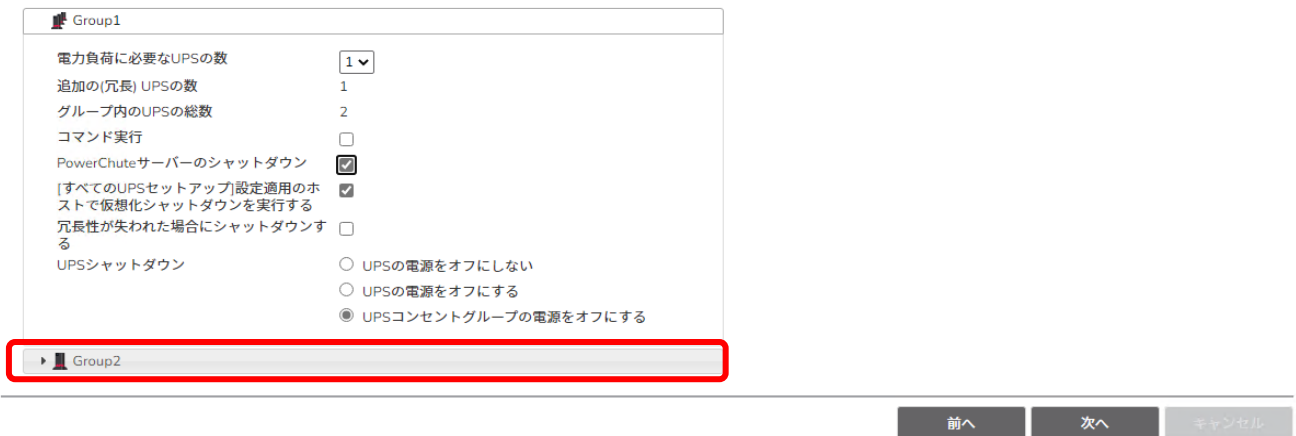 Group1
電力負荷に必要なUPSの数
1
追加の(冗長) UPSの数 1
グループ内のUPSの総数 2
コマンド実行
PowerChuteサーバーのシャットダウン
[すべてのUPSセットアップ]設定適用のホ
ストで仮想化シャットダウンを実行する
冗長性が失われた場合にシャットダウンす
る
UPSシャットダウン
UPSの電源をオフにしない
UPSの電源をオフにする
UPSコンセントグループの電源をオフにする
Group2
前へ 次へ キャンセル